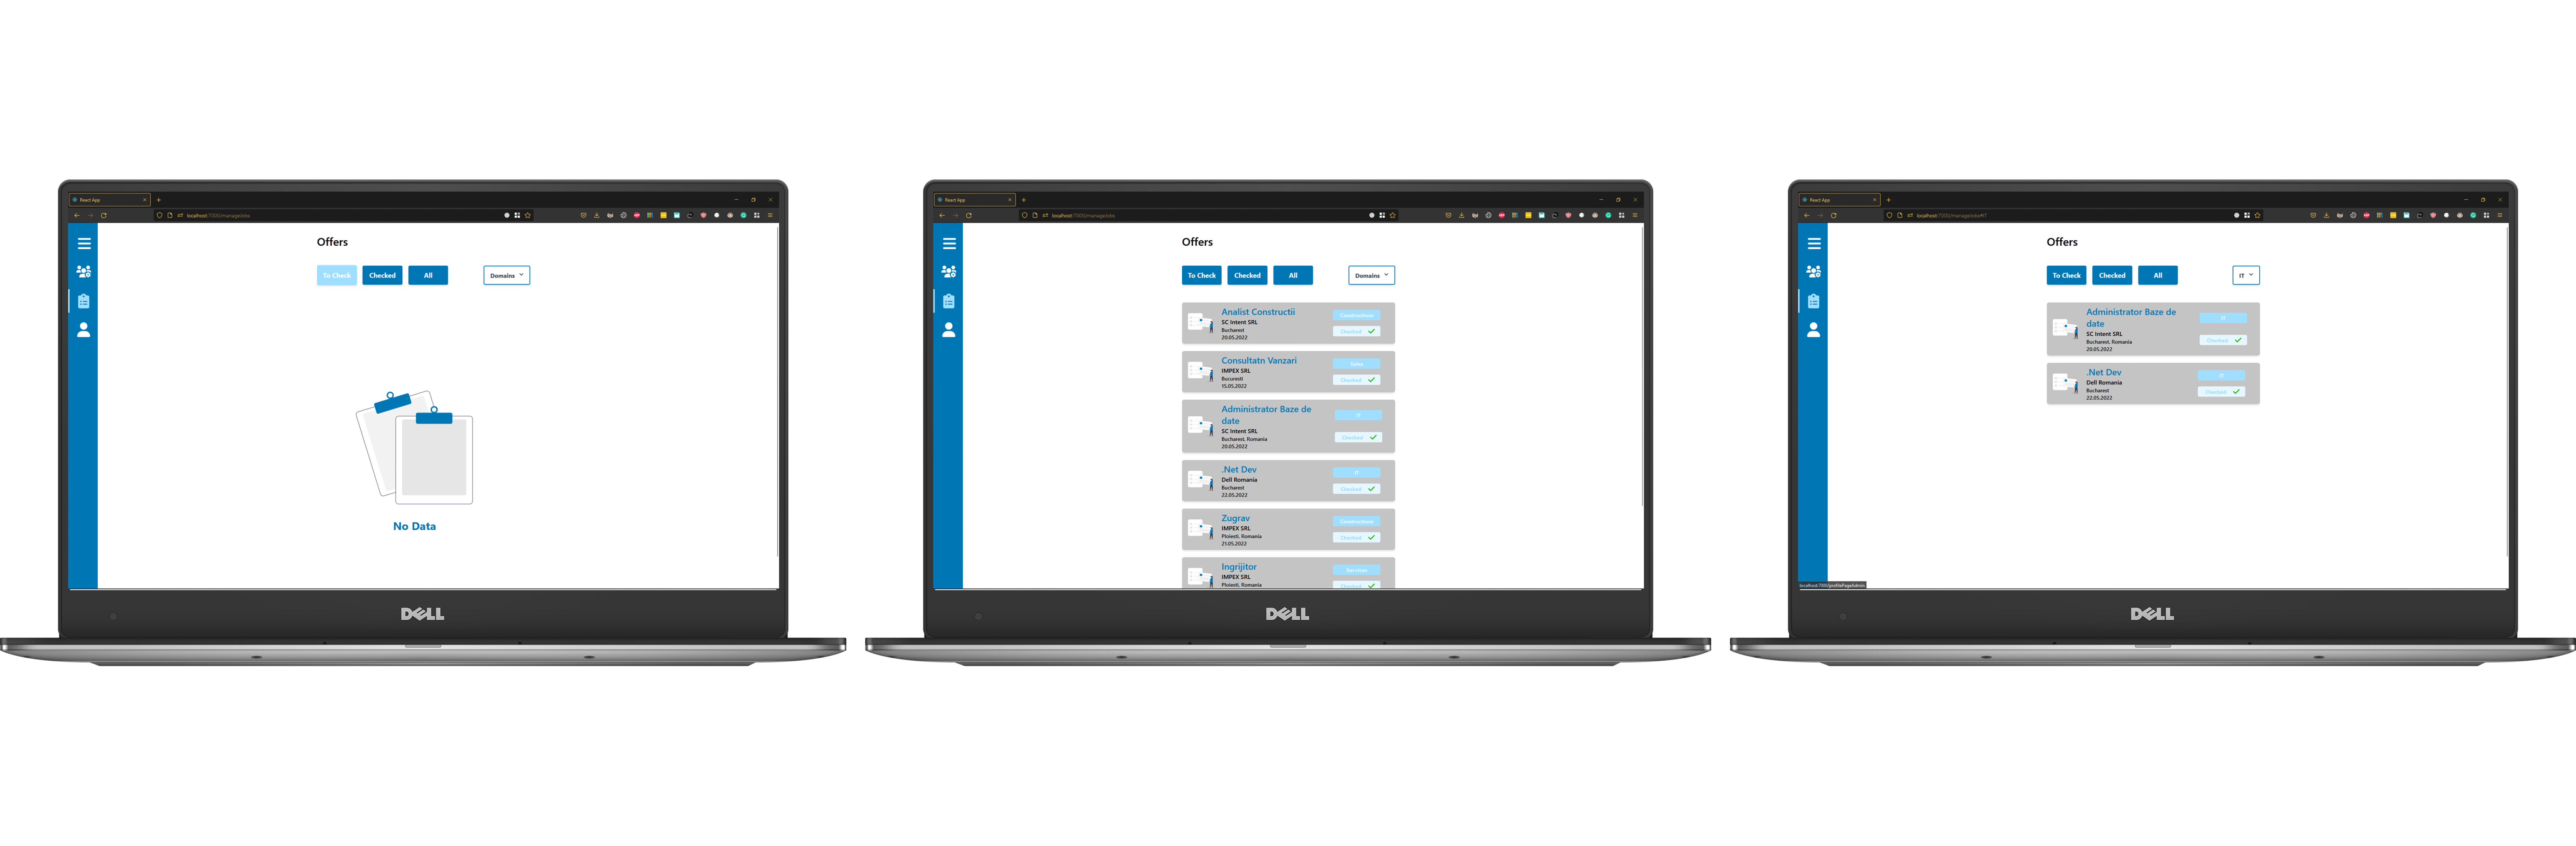 React App
localhost:7000/manageJobs
Offers
To Check Checked All Domains
No Data
DELL
React App
localhost:7000/manageJobs
Offers
To Check Checked All Domains
Analist Constructii
SC Intent SRL
Bucharest
20.05.2022
Constructions
Checked
Consultatn Vanzari
IMPEX SRL
Bucuresti
15.05.2022
Sales
Checked
Administrator Baze de
date
SC Intent SRL
Bucharest, Romania
20.05.2022
IT
Checked
.Net Dev
Dell Romania
Bucharest
22.05.2022
IT
Checked
Zugrav
IMPEX SRL
Ploiesti, Romania
21.05.2022
Constructions
Checked
Ingrijitor
IMPEX SRL
Ploiesti, Romania
Services
Checked
DELL
React App
localhost:7000/manageJobs#IT
Offers
To Check Checked All IT
Administrator Baze de
date
SC Intent SRL
Bucharest, Romania
20.05.2022
IT
Checked
.Net Dev
Dell Romania
Bucharest
22.05.2022
IT
Checked
localhost:7000/profilePageAdmin
DELL